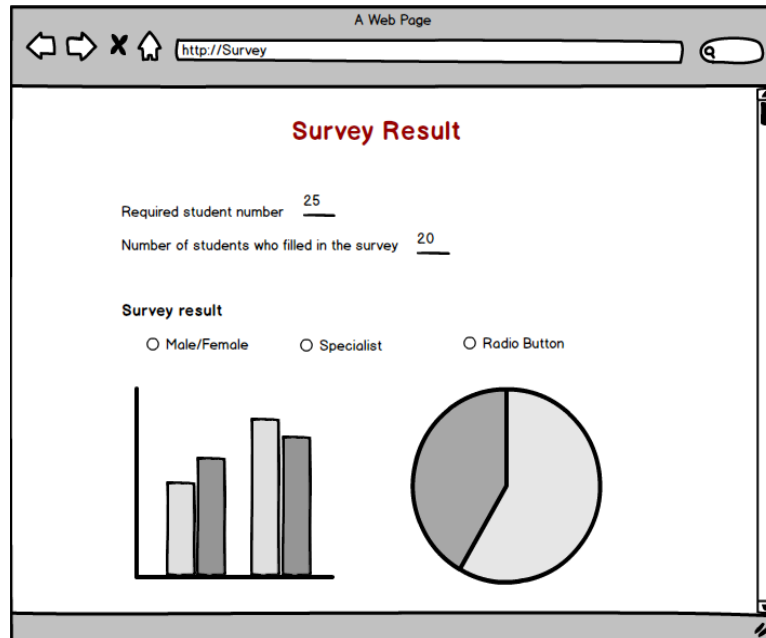 A Web Page
http://Survey
Survey Result
Required student number 25
Number of students who filled in the survey 20
Survey result
Male/Female Specialist Radio Button